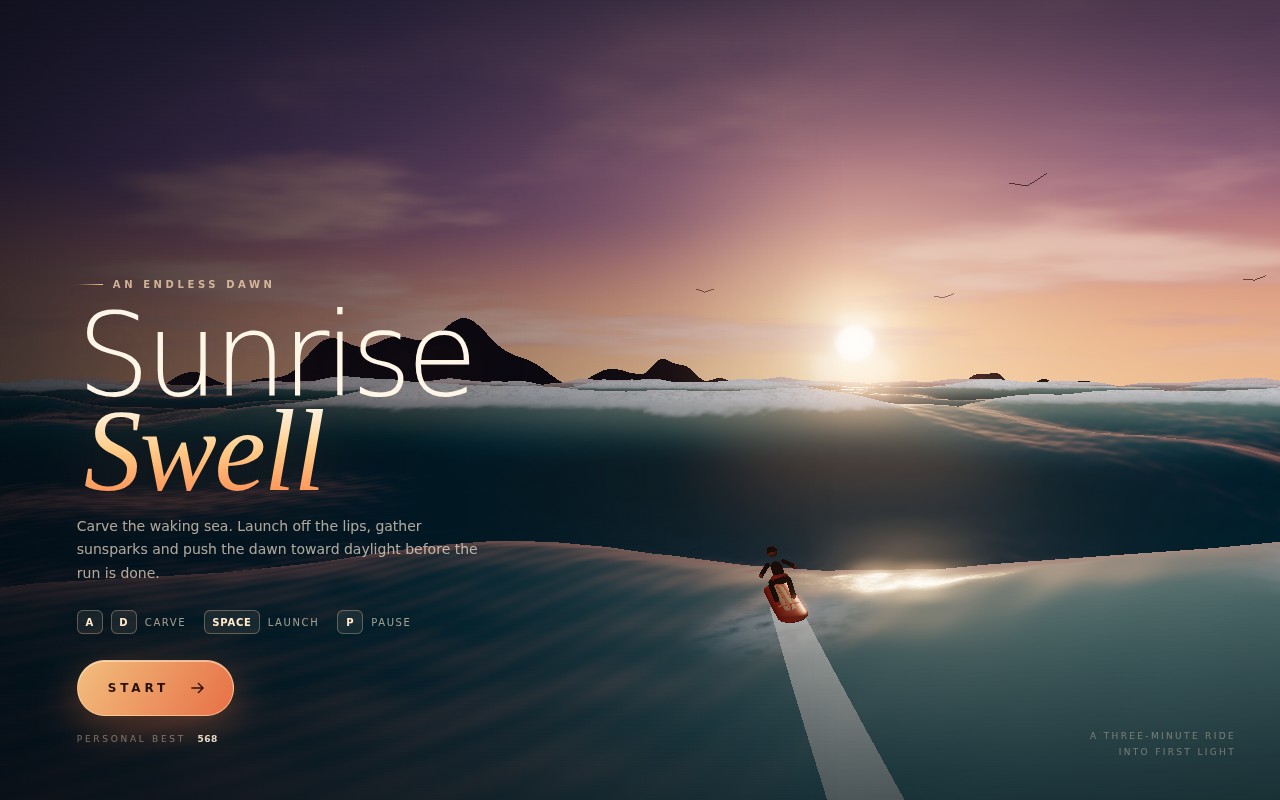 AN ENDLESS DAWN
Sunrise
Swell
Carve the waking sea. Launch off the lips, gather
sunsparks and push the dawn toward daylight before the
run is done.
A D CARVE SPACE LAUNCH P PAUSE
START →
PERSONAL BEST 568
A THREE-MINUTE RIDE
INTO FIRST LIGHT